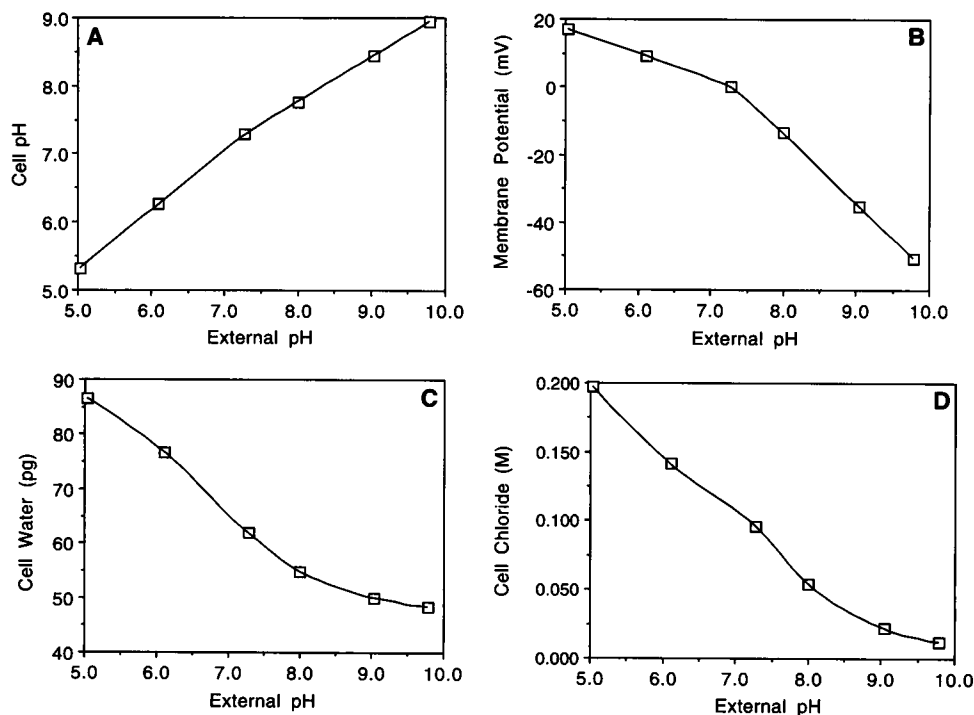 A
Cell pH
9.0
8.0
7.0
6.0
5.0
5.0 6.0 7.0 8.0 9.0 10.0
External pH
B
Membrane Potential (mV)
20
0
-20
-40
-60
5.0 6.0 7.0 8.0 9.0 10.0
External pH
C
Cell Water (pg)
90
80
70
60
50
40
5.0 6.0 7.0 8.0 9.0 10.0
External pH
D
Cell Chloride (M)
0.200
0.150
0.100
0.050
0.000
5.0 6.0 7.0 8.0 9.0 10.0
External pH